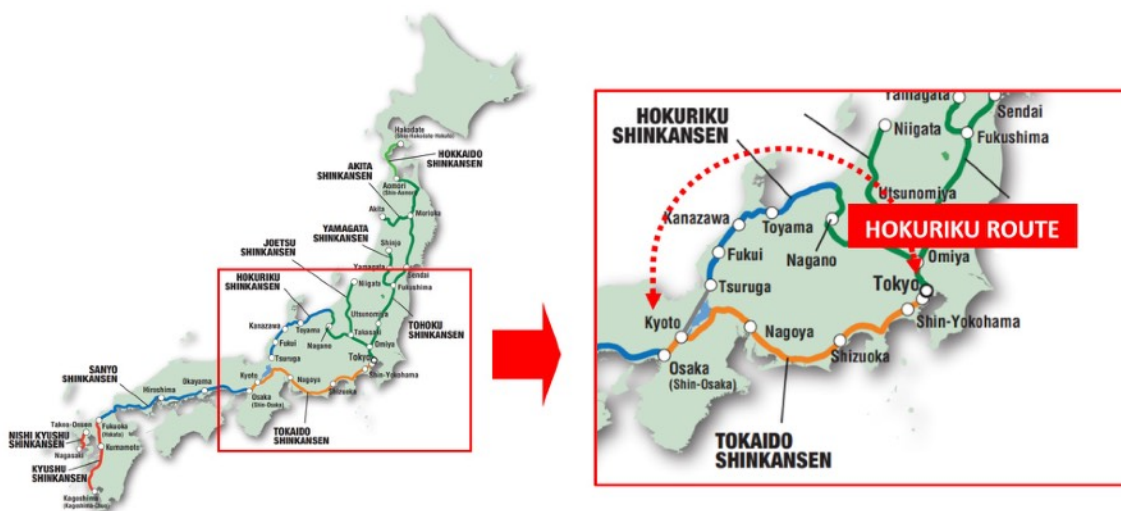 Hakodate
(Shin-Hakodate-Hokuto)
HOKKAIDO
SHINKANSEN
AKITA
SHINKANSEN
Aomori
(Shin-Aomori)
Akita
Morioka
YAMAGATA
SHINKANSEN
Shinjo
JOETSU
SHINKANSEN
Yamagata
Sendai
HOKURIKU
SHINKANSEN
Niigata
Fukushima
Utsunomiya
TOHOKU
SHINKANSEN
Kanazawa
Toyama
Takasaki
Nagano
Fukui
Omiya
Tsuruga
Tokyo
Kyoto
Shin-Yokohama
SANYO
SHINKANSEN
Okayama
Nagoya
Shizuoka
Hiroshima
Osaka
(Shin-Osaka)
TOKAIDO
SHINKANSEN
Takeo-Onsen
Fukuoka
(Hakata)
NISHI KYUSHU
SHINKANSEN
Nagasaki
Kumamoto
KYUSHU
SHINKANSEN
Kagoshima
(Kagoshima-Chuo)
HOKURIKU
SHINKANSEN
Yamagata
Sendai
Niigata
Fukushima
Utsunomiya
Kanazawa
Toyama
HOKURIKU ROUTE
Fukui
Nagano
Omiya
Tsuruga
Tokyo
Kyoto
Shin-Yokohama
Nagoya
Shizuoka
Osaka
(Shin-Osaka)
TOKAIDO
SHINKANSEN